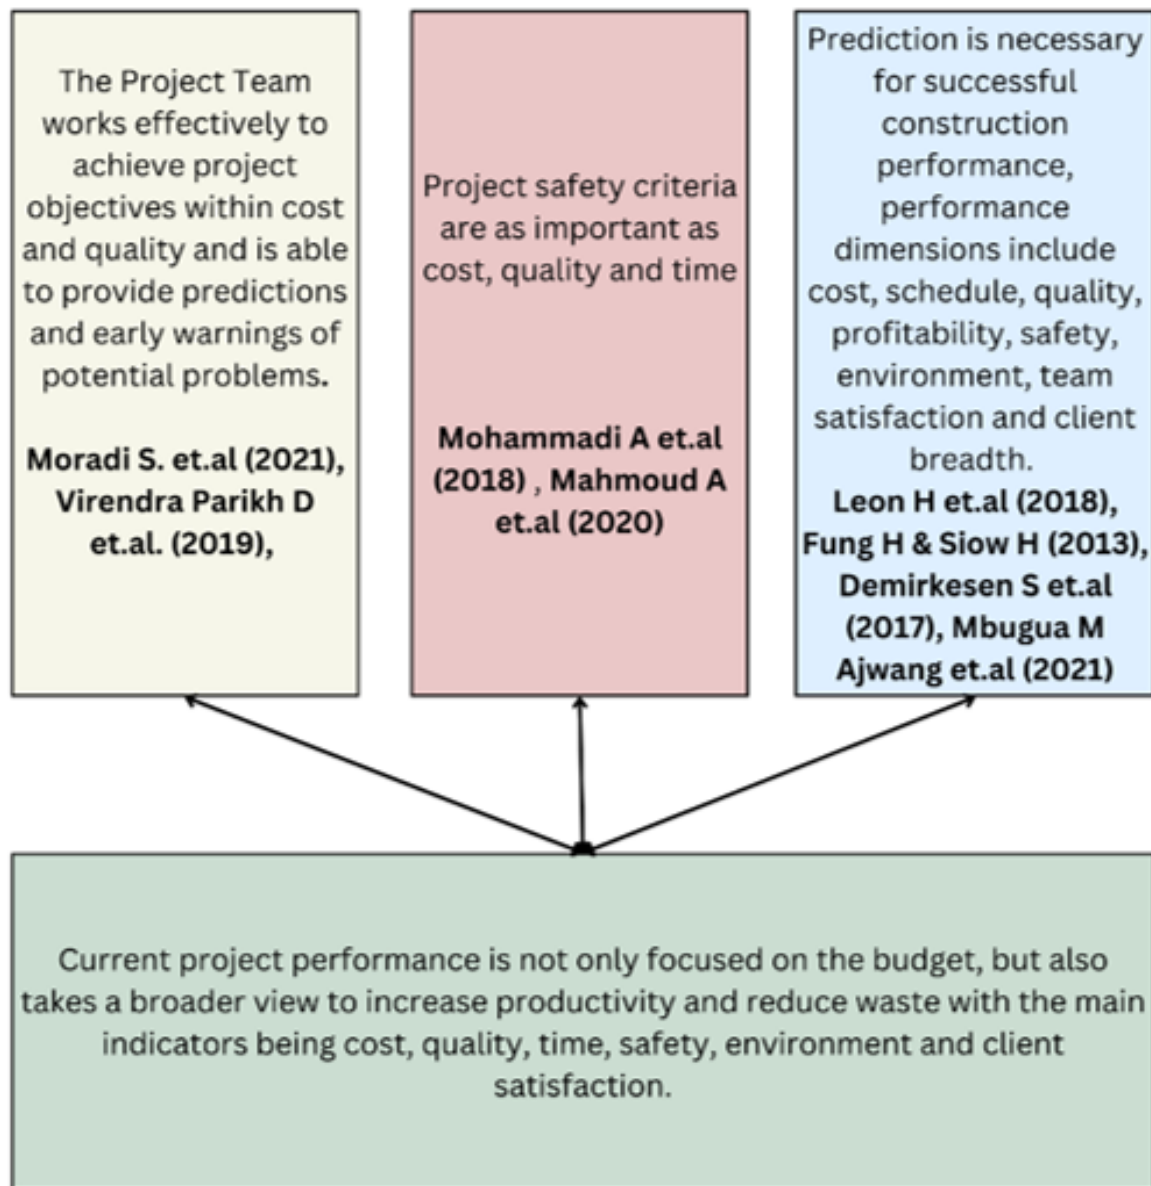 The Project Team
works effectively to
achieve project
objectives within cost
and quality and is able
to provide predictions
and early warnings of
potential problems.
Moradi S. et.al (2021),
Virendra Parikh D
et.al. (2019),
Project safety criteria
are as important as
cost, quality and time
Mohammadi A et.al
(2018) , Mahmoud A
et.al (2020)
Prediction is necessary
for successful
construction
performance,
performance
dimensions include
cost, schedule, quality,
profitability, safety,
environment, team
satisfaction and client
breadth.
Leon H et.al (2018),
Fung H & Siow H (2013),
Demirkesen S et.al
(2017), Mbugua M
Ajwang et.al (2021)
Current project performance is not only focused on the budget, but also
takes a broader view to increase productivity and reduce waste with the main
indicators being cost, quality, time, safety, environment and client
satisfaction.